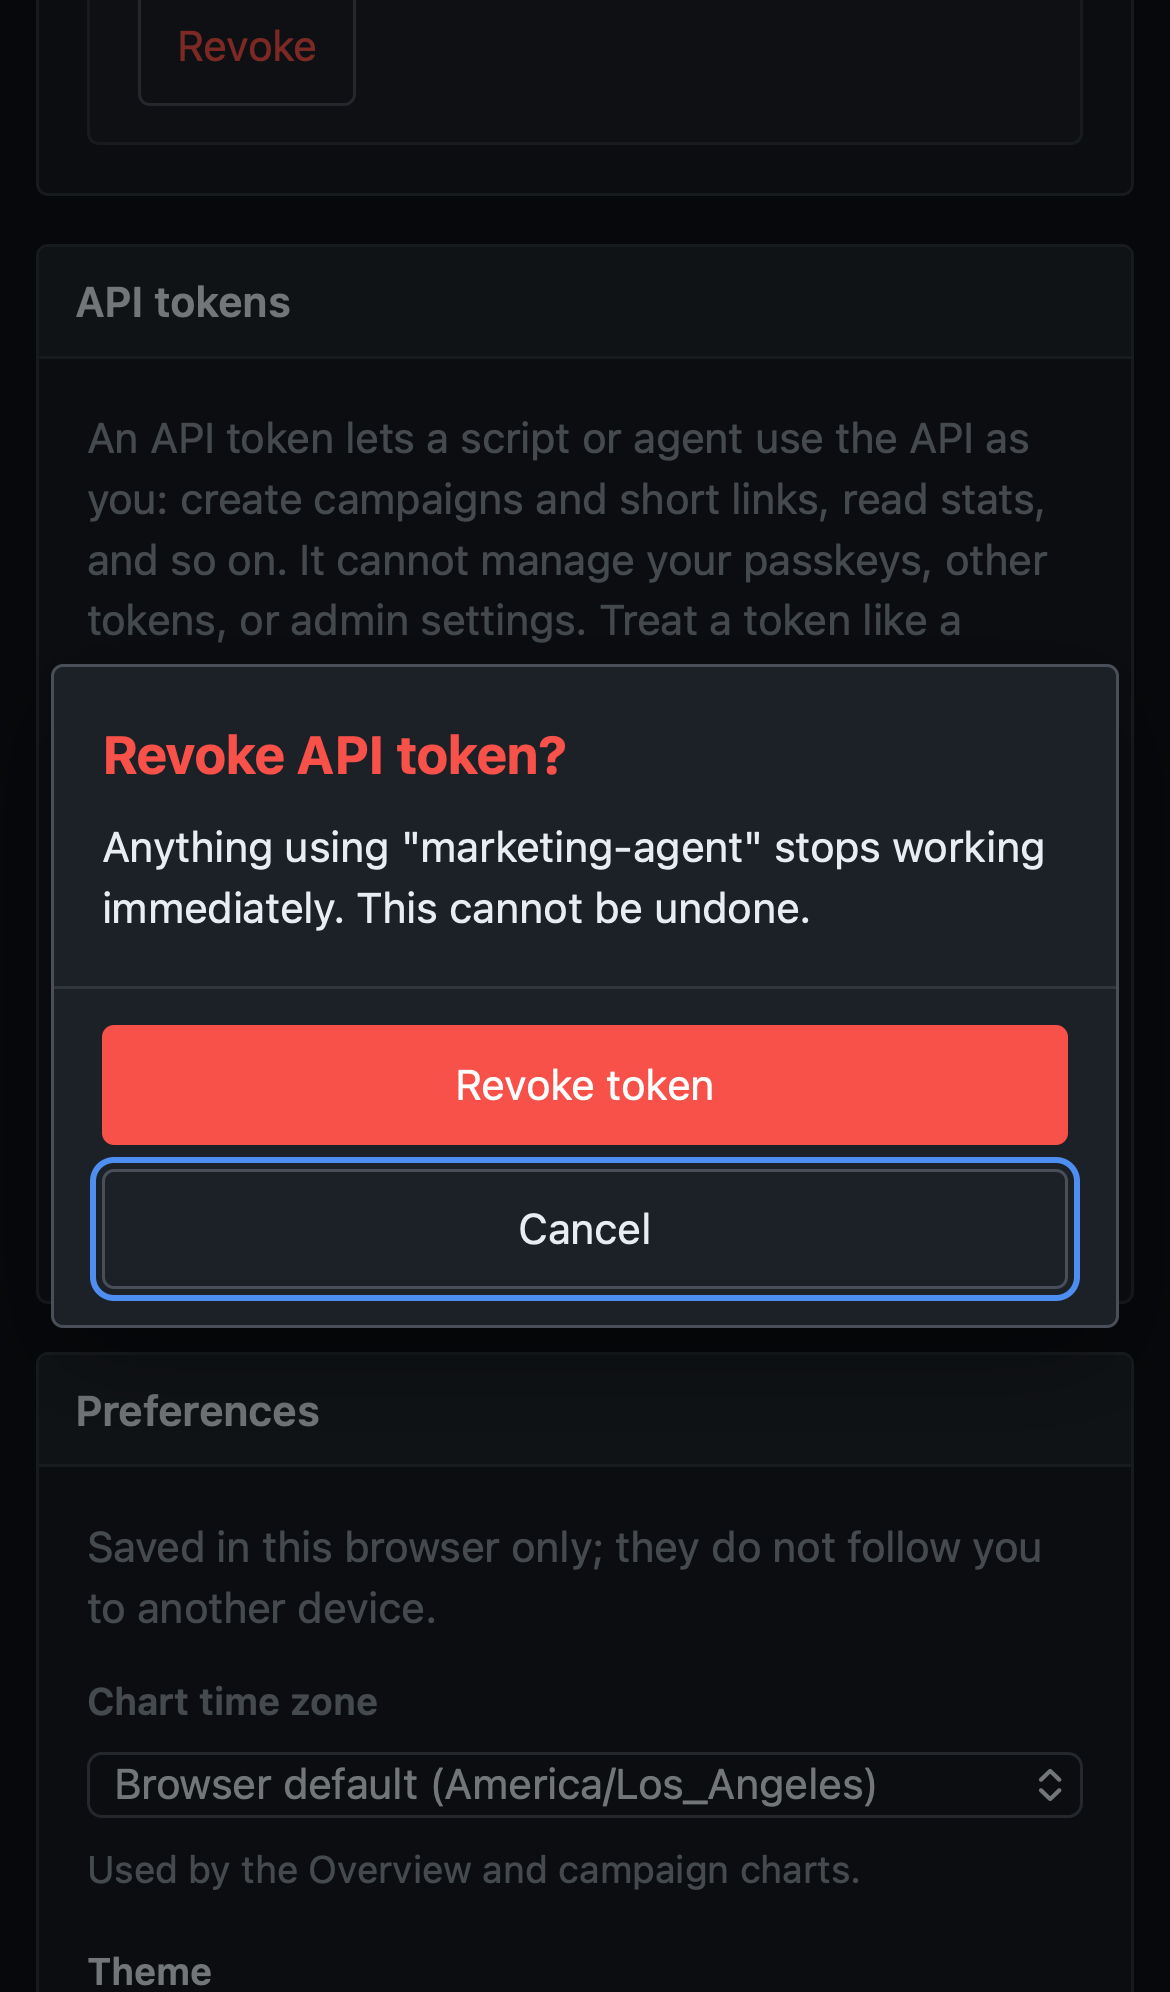 Revoke
API tokens
An API token lets a script or agent use the API as
you: create campaigns and short links, read stats,
and so on. It cannot manage your passkeys, other
tokens, or admin settings. Treat a token like a
Revoke API token?
Anything using "marketing-agent" stops working
immediately. This cannot be undone.
Revoke token
Cancel
Preferences
Saved in this browser only; they do not follow you
to another device.
Chart time zone
Browser default (America/Los_Angeles)
Used by the Overview and campaign charts.
Theme